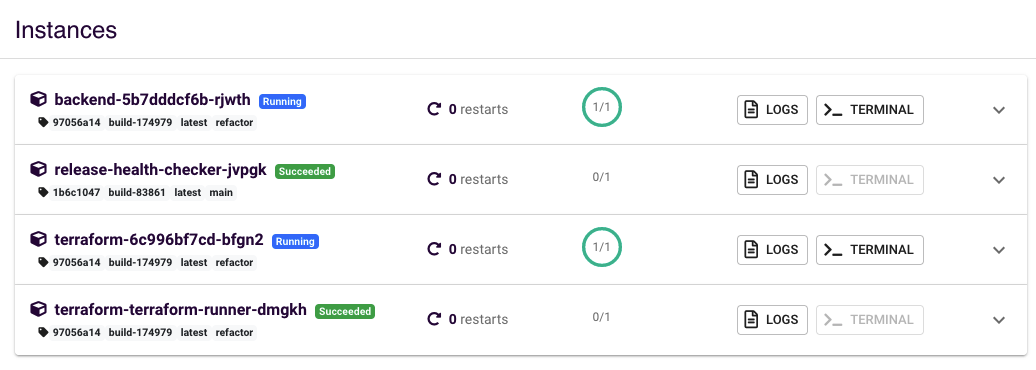 Instances
backend-5b7dddcf6b-rjwth Running
0 restarts
1/1
LOGS
TERMINAL
97056a14 build-174979 latest refactor
release-health-checker-jvpgk Succeeded
0 restarts
0/1
LOGS
TERMINAL
1b6c1047 build-83861 latest main
terraform-6c996bf7cd-bfgn2 Running
0 restarts
1/1
LOGS
TERMINAL
97056a14 build-174979 latest refactor
terraform-terraform-runner-dmgkh Succeeded
0 restarts
0/1
LOGS
TERMINAL
97056a14 build-174979 latest refactor